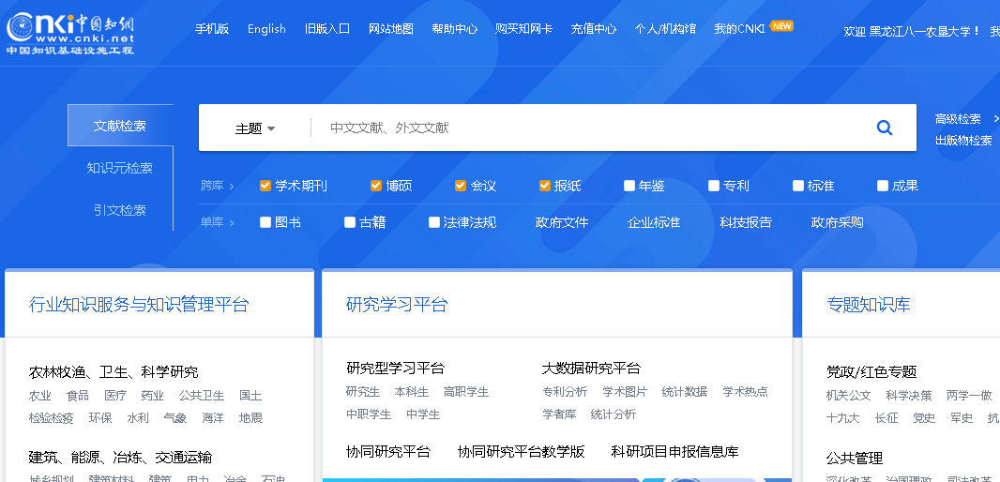 Cnki中国知网
www.cnki.net
中国知识基础设施工程
手机版 English 旧版入口 网站地图 帮助中心 购买知网卡 充值中心 个人/机构馆 我的CNKI NEW
欢迎 黑龙江八一农垦大学！ 我
文献检索
知识元检索
引文检索
主题 中文文献、外文文献
高级检索 >
出版物检索
跨库 > 学术期刊 博硕 会议 报纸 年鉴 专利 标准 成果
单库 > 图书 古籍 法律法规 政府文件 企业标准 科技报告 政府采购
行业知识服务与知识管理平台
农林牧渔、卫生、科学研究
农业 食品 医疗 药业 公共卫生 国土
检验检疫 环保 水利 气象 海洋 地震
建筑、能源、冶炼、交通运输
城乡规划 建筑材料 建筑 电力 冶金 石油
研究学习平台
研究型学习平台
研究生 本科生 高职学生
中职学生 中学生
大数据研究平台
专利分析 学术图片 统计数据 学术热点
学者库 统计分析
协同研究平台 协同研究平台教学版 科研项目申报信息库
专题知识库
党政/红色专题
机关公文 科学决策 两学一做
十九大 长征 党史 军史 抗
公共管理
深化改革 治国理政 司法改革